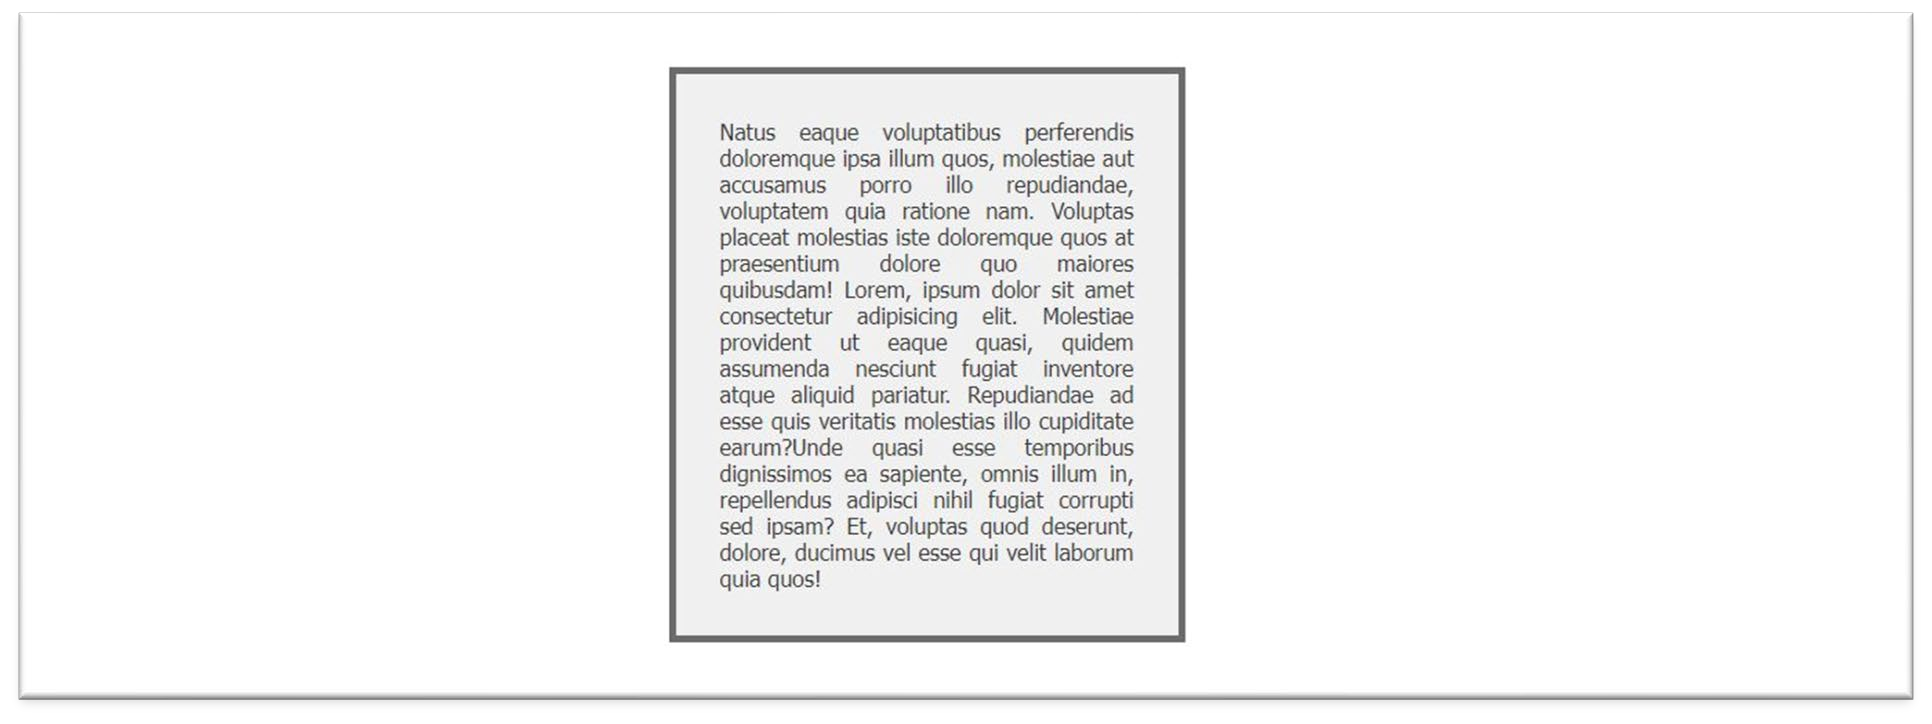 Natus eaque voluptatibus perferendis
doloremque ipsa illum quos, molestiae aut
accusamus porro illo repudiandae,
voluptatem quia ratione nam. Voluptas
placeat molestias iste doloremque quos at
praesentium dolore quo maiores
quibusdam! Lorem, ipsum dolor sit amet
consectetur adipisicing elit. Molestiae
provident ut eaque quasi, quidem
assumenda nesciunt fugiat inventore
atque aliquid pariatur. Repudiandae ad
esse quis veritatis molestias illo cupiditate
earum?Unde quasi esse temporibus
dignissimos ea sapiente, omnis illum in,
repellendus adipisci nihil fugiat corrupti
sed ipsam? Et, voluptas quod deserunt,
dolore, ducimus vel esse qui velit laborum
quia quos!